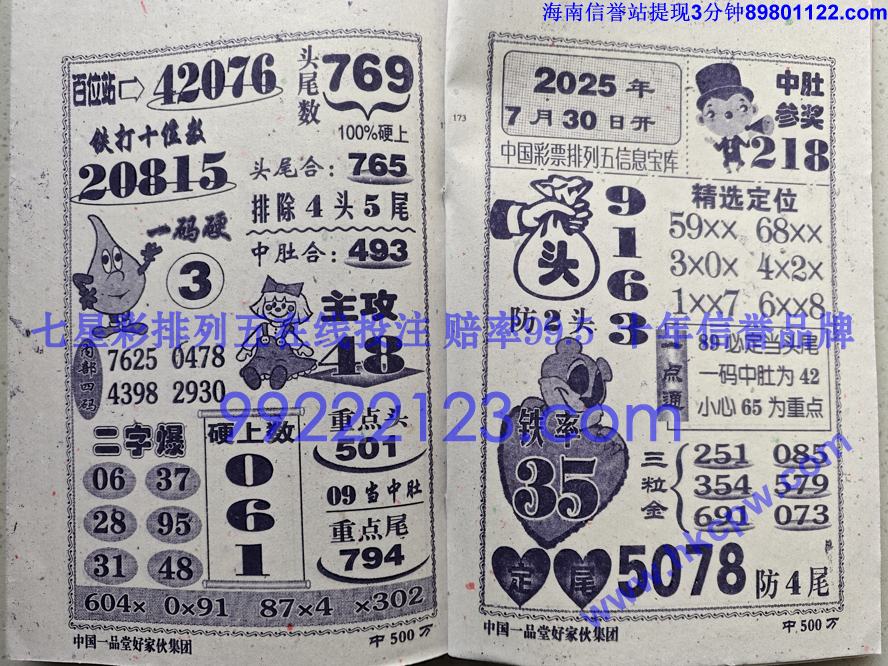 海南信誉站提现3分钟89801122.com
百位站⇨42076
铁打十位数
20815
一码硬
3
内部四码
7625 0478
4398 2930
头尾数
769
100%硬上
头尾合：765
排除4头5尾
中肚合：493
主攻
48
二字爆
06 37
28 95
31 48
硬上数
0
6
1
重点头
501
09当中肚
重点尾
794
604× 0×91 87×4 ×302
中国一品堂好家伙集团
中500万
173
2025年
7月30日开
中国彩票排列五信息宝库
中肚
参奖
218
头
9
1
6
3
防2头
精选定位
59×× 68××
3×0× 4×2×
1××7 6××8
点通
89必定当头尾
一码中肚为42
小心65为重点
铁率
35
三粒金
251 085
354 579
691 073
定尾
5078
防4尾
中国一品堂好家伙集团
中500万
七星彩排列五在线投注 赔率99.5 十年信誉品牌
99222123.com
www.hkcpw.com